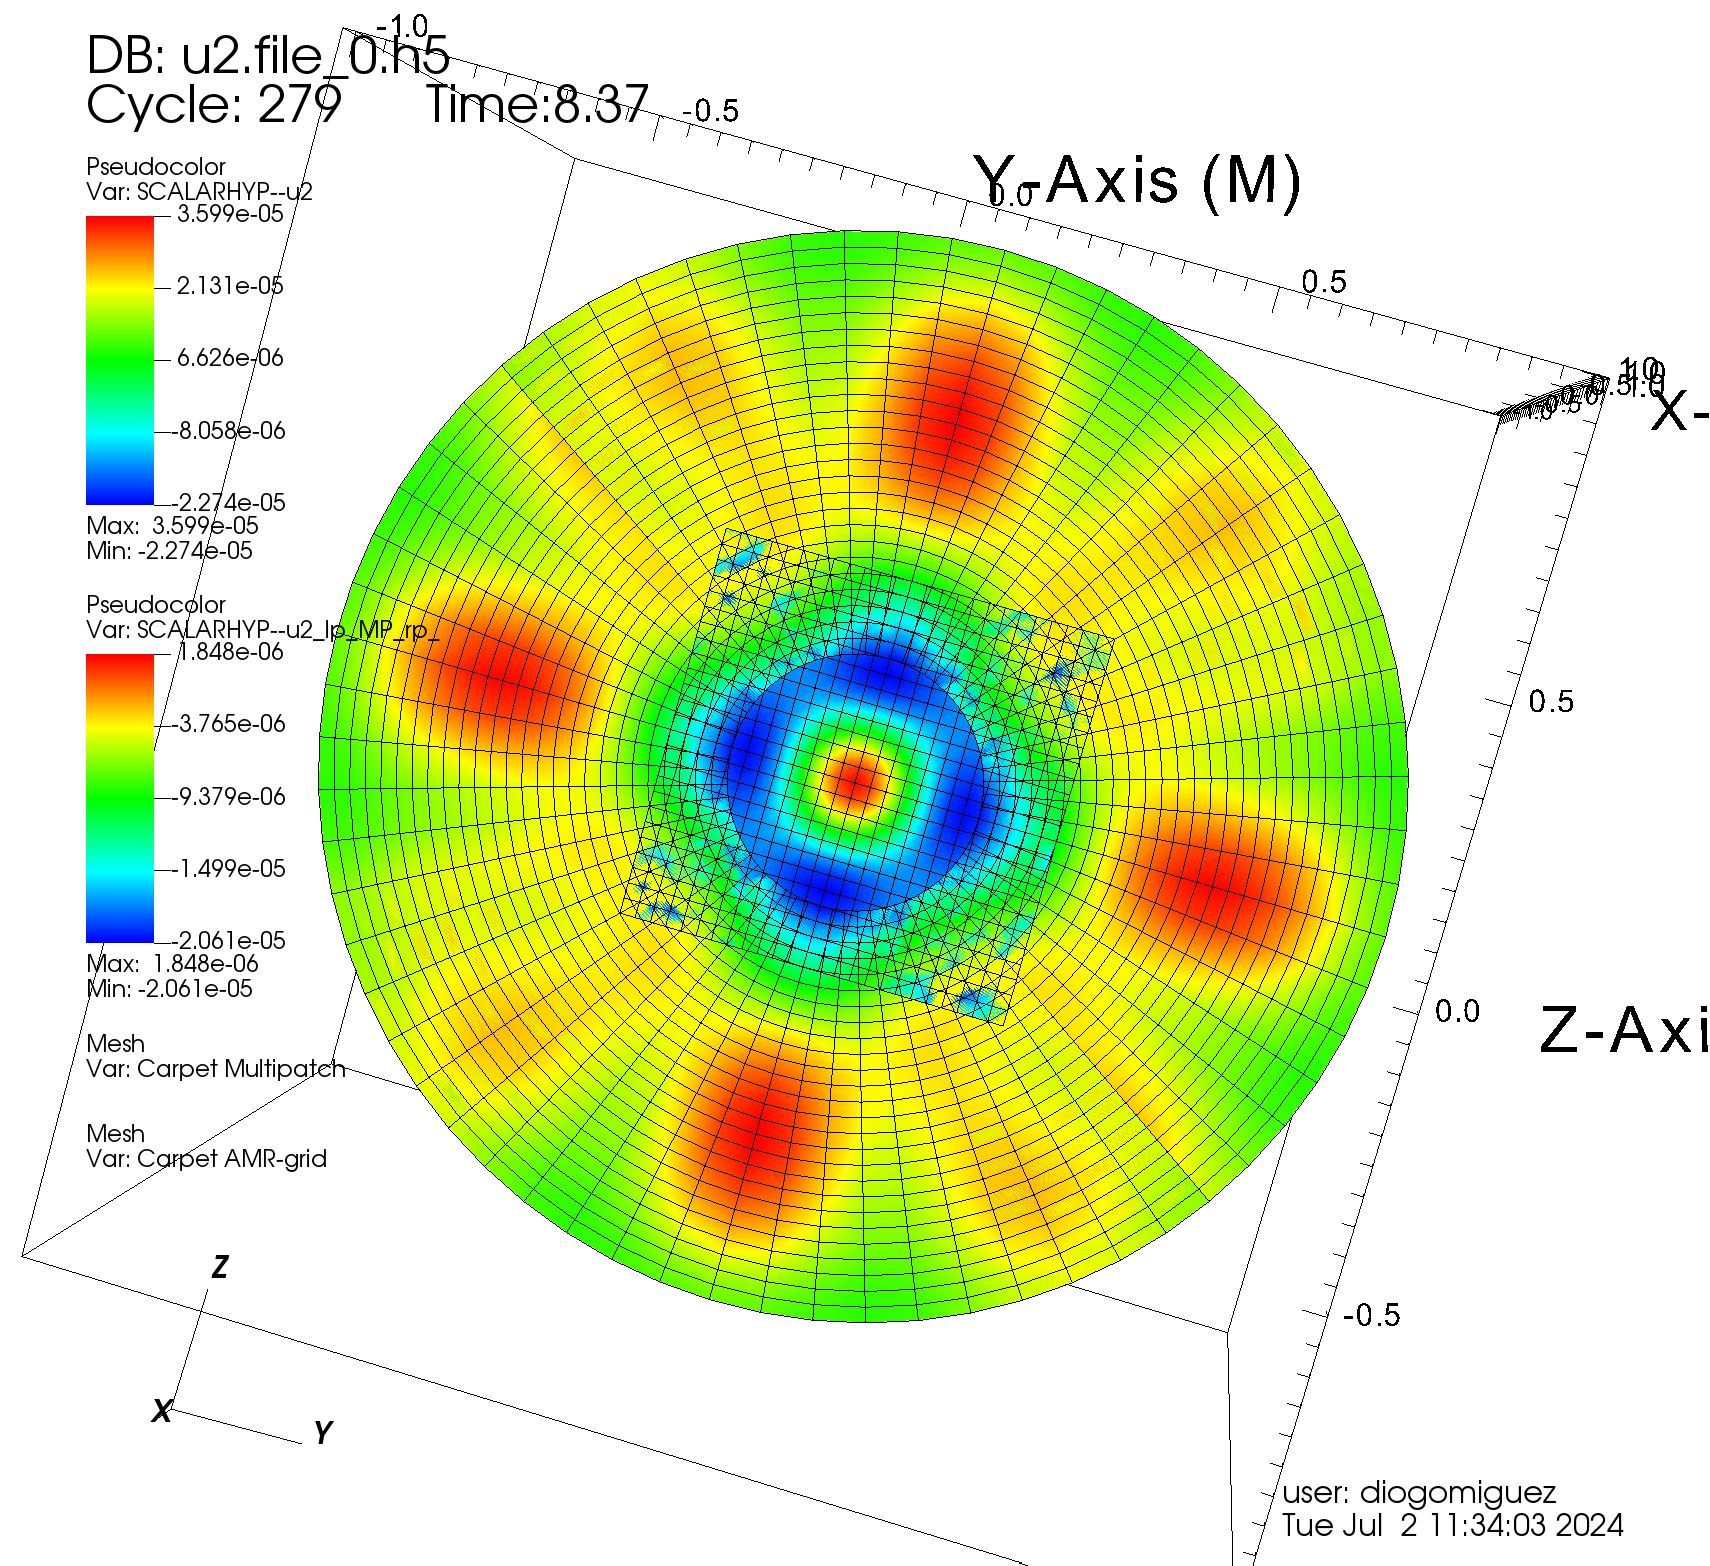 DB: u2.file_0.h5
Cycle: 279 Time:8.37
Pseudocolor
Var: SCALARHYP--u2
3.599e-05
2.131e-05
6.626e-06
-8.058e-06
-2.274e-05
Max: 3.599e-05
Min: -2.274e-05
Pseudocolor
Var: SCALARHYP--u2_lp_MP_rp_
1.848e-06
-3.765e-06
-9.379e-06
-1.499e-05
-2.061e-05
Max: 1.848e-06
Min: -2.061e-05
Mesh
Var: Carpet Multipatch
Mesh
Var: Carpet AMR-grid
-1.0
-0.5
0.0
0.5
1.0
Y-Axis (M)
X-
0.5
0.0
-0.5
Z-Axi
Z
X
Y
user: diogomiguez
Tue Jul 2 11:34:03 2024